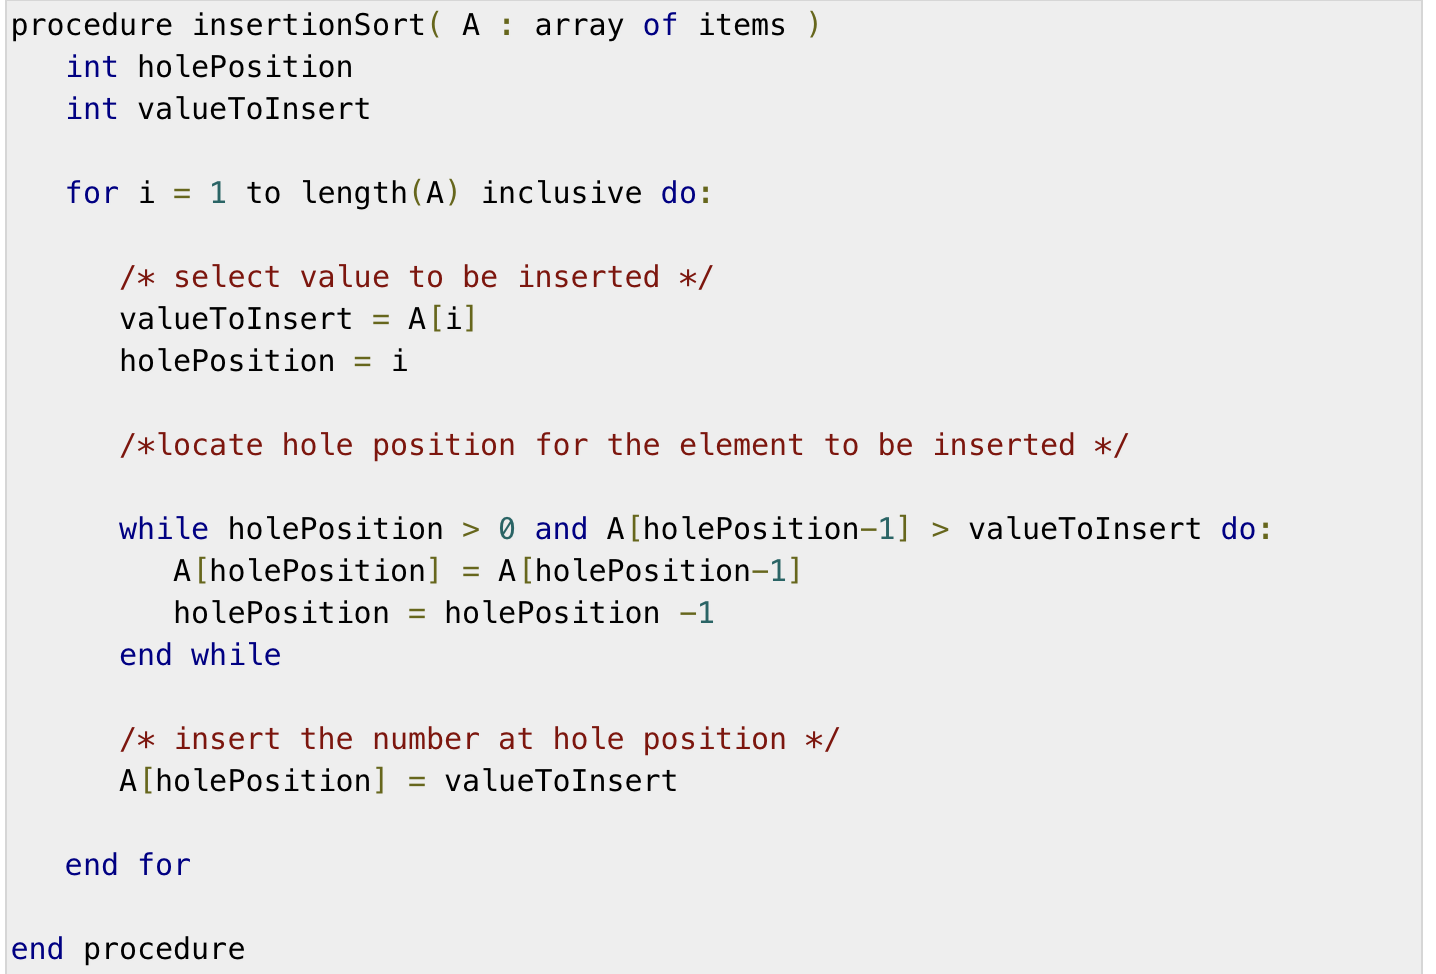 procedure insertionSort( A : array of items )
   int holePosition
   int valueToInsert

   for i = 1 to length(A) inclusive do:

      /* select value to be inserted */
      valueToInsert = A[i]
      holePosition = i

      /*locate hole position for the element to be inserted */

      while holePosition > 0 and A[holePosition-1] > valueToInsert do:
         A[holePosition] = A[holePosition-1]
         holePosition = holePosition -1
      end while

      /* insert the number at hole position */
      A[holePosition] = valueToInsert

   end for

end procedure